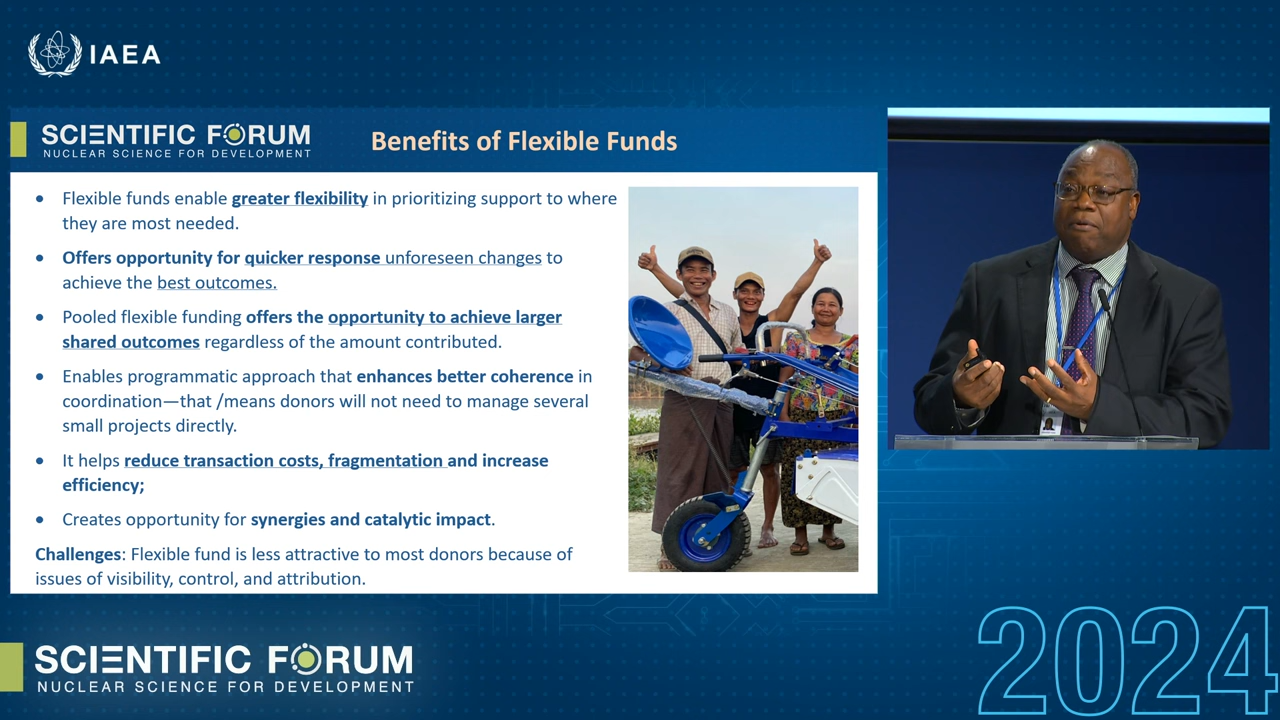 IAEA
SCIENTIFIC FORUM
NUCLEAR SCIENCE FOR DEVELOPMENT
Benefits of Flexible Funds
• Flexible funds enable greater flexibility in prioritizing support to where
they are most needed.
• Offers opportunity for quicker response unforeseen changes to
achieve the best outcomes.
• Pooled flexible funding offers the opportunity to achieve larger
shared outcomes regardless of the amount contributed.
• Enables programmatic approach that enhances better coherence in
coordination—that /means donors will not need to manage several
small projects directly.
• It helps reduce transaction costs, fragmentation and increase
efficiency;
• Creates opportunity for synergies and catalytic impact.
Challenges: Flexible fund is less attractive to most donors because of
issues of visibility, control, and attribution.
SCIENTIFIC FORUM
NUCLEAR SCIENCE FOR DEVELOPMENT
2024